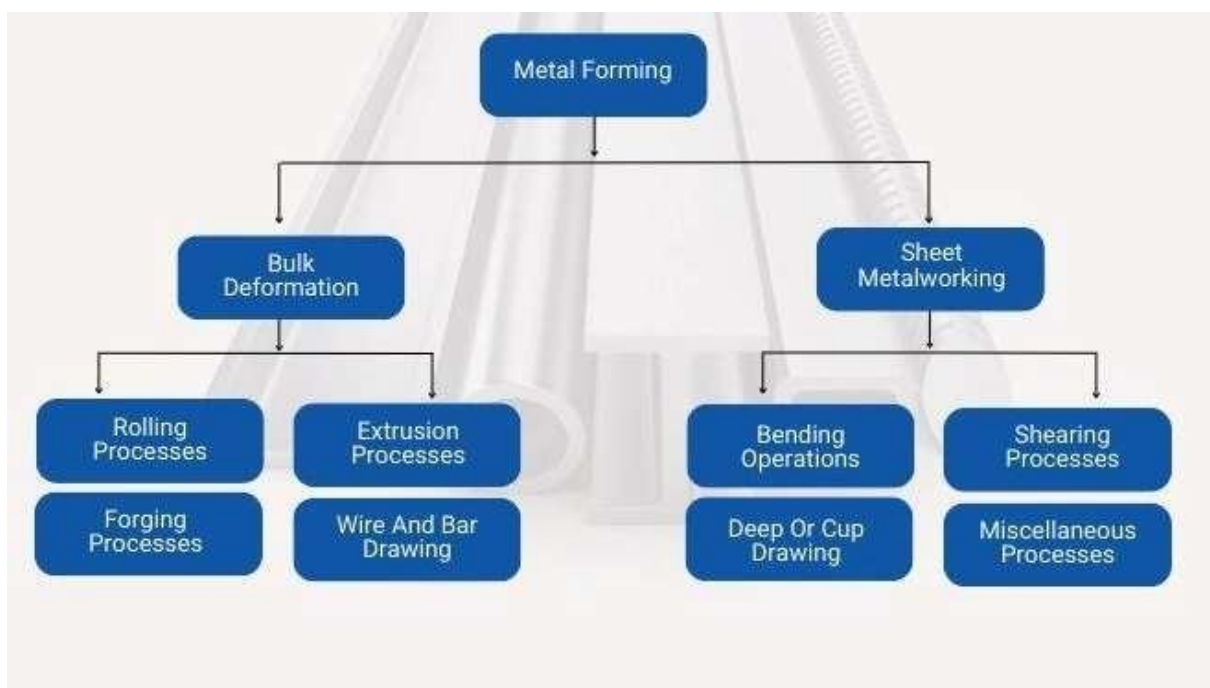 Metal Forming
Bulk
Deformation
Sheet
Metalworking
Rolling
Processes
Extrusion
Processes
Bending
Operations
Shearing
Processes
Forging
Processes
Wire And Bar
Drawing
Deep Or Cup
Drawing
Miscellaneous
Processes